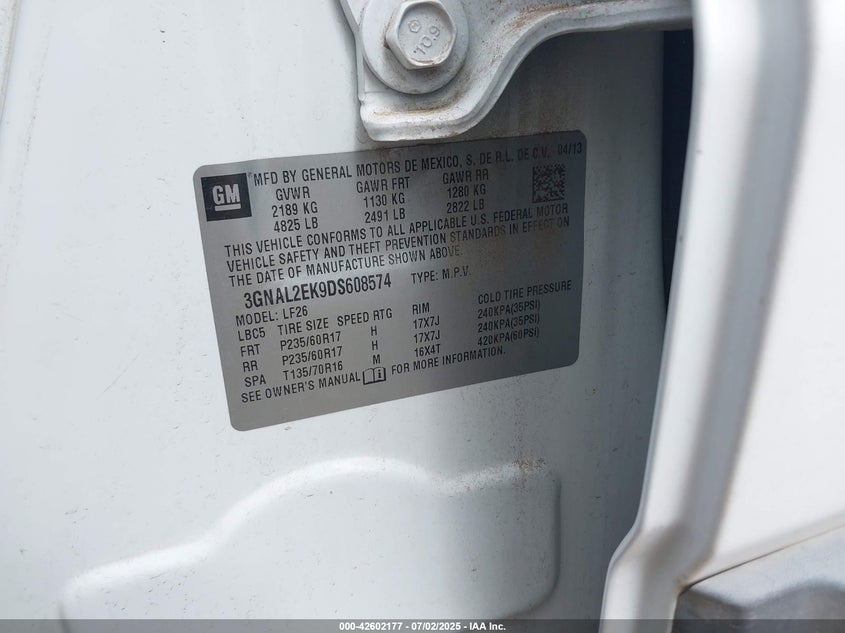 10.9
GM
MFD BY GENERAL MOTORS DE MEXICO, S. DE R.L. DE C.V. 04/13
GVWR GAWR FRT GAWR RR
2189 KG 1130 KG 1280 KG
4825 LB 2491 LB 2822 LB
THIS VEHICLE CONFORMS TO ALL APPLICABLE U.S. FEDERAL MOTOR
VEHICLE SAFETY AND THEFT PREVENTION STANDARDS IN EFFECT ON
THE DATE OF MANUFACTURE SHOWN ABOVE.
3GNAL2EK9DS608574 TYPE: M.P.V.
MODEL: LF26
LBC5 TIRE SIZE SPEED RTG RIM COLD TIRE PRESSURE
FRT P235/60R17 H 17X7J 240KPA(35PSI)
RR P235/60R17 H 17X7J 240KPA(35PSI)
SPA T135/70R16 M 16X4T 420KPA(60PSI)
SEE OWNER'S MANUAL FOR MORE INFORMATION.
000-42602177 - 07/02/2025 - IAA Inc.